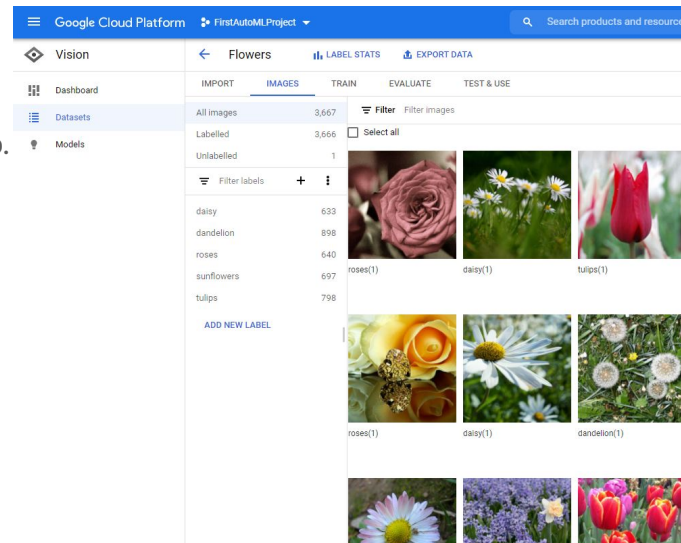 Google Cloud Platform
FirstAutoMLProject
Search products and resource
Vision
Flowers
LABEL STATS
EXPORT DATA
Dashboard
Datasets
Models
IMPORT
IMAGES
TRAIN
EVALUATE
TEST & USE
All images 3,667
Labelled 3,666
Unlabelled 1
Filter labels
daisy 633
dandelion 898
roses 640
sunflowers 697
tulips 798
ADD NEW LABEL
Filter Filter images
Select all
roses(1)
daisy(1)
tulips(1)
roses(1)
daisy(1)
dandelion(1)